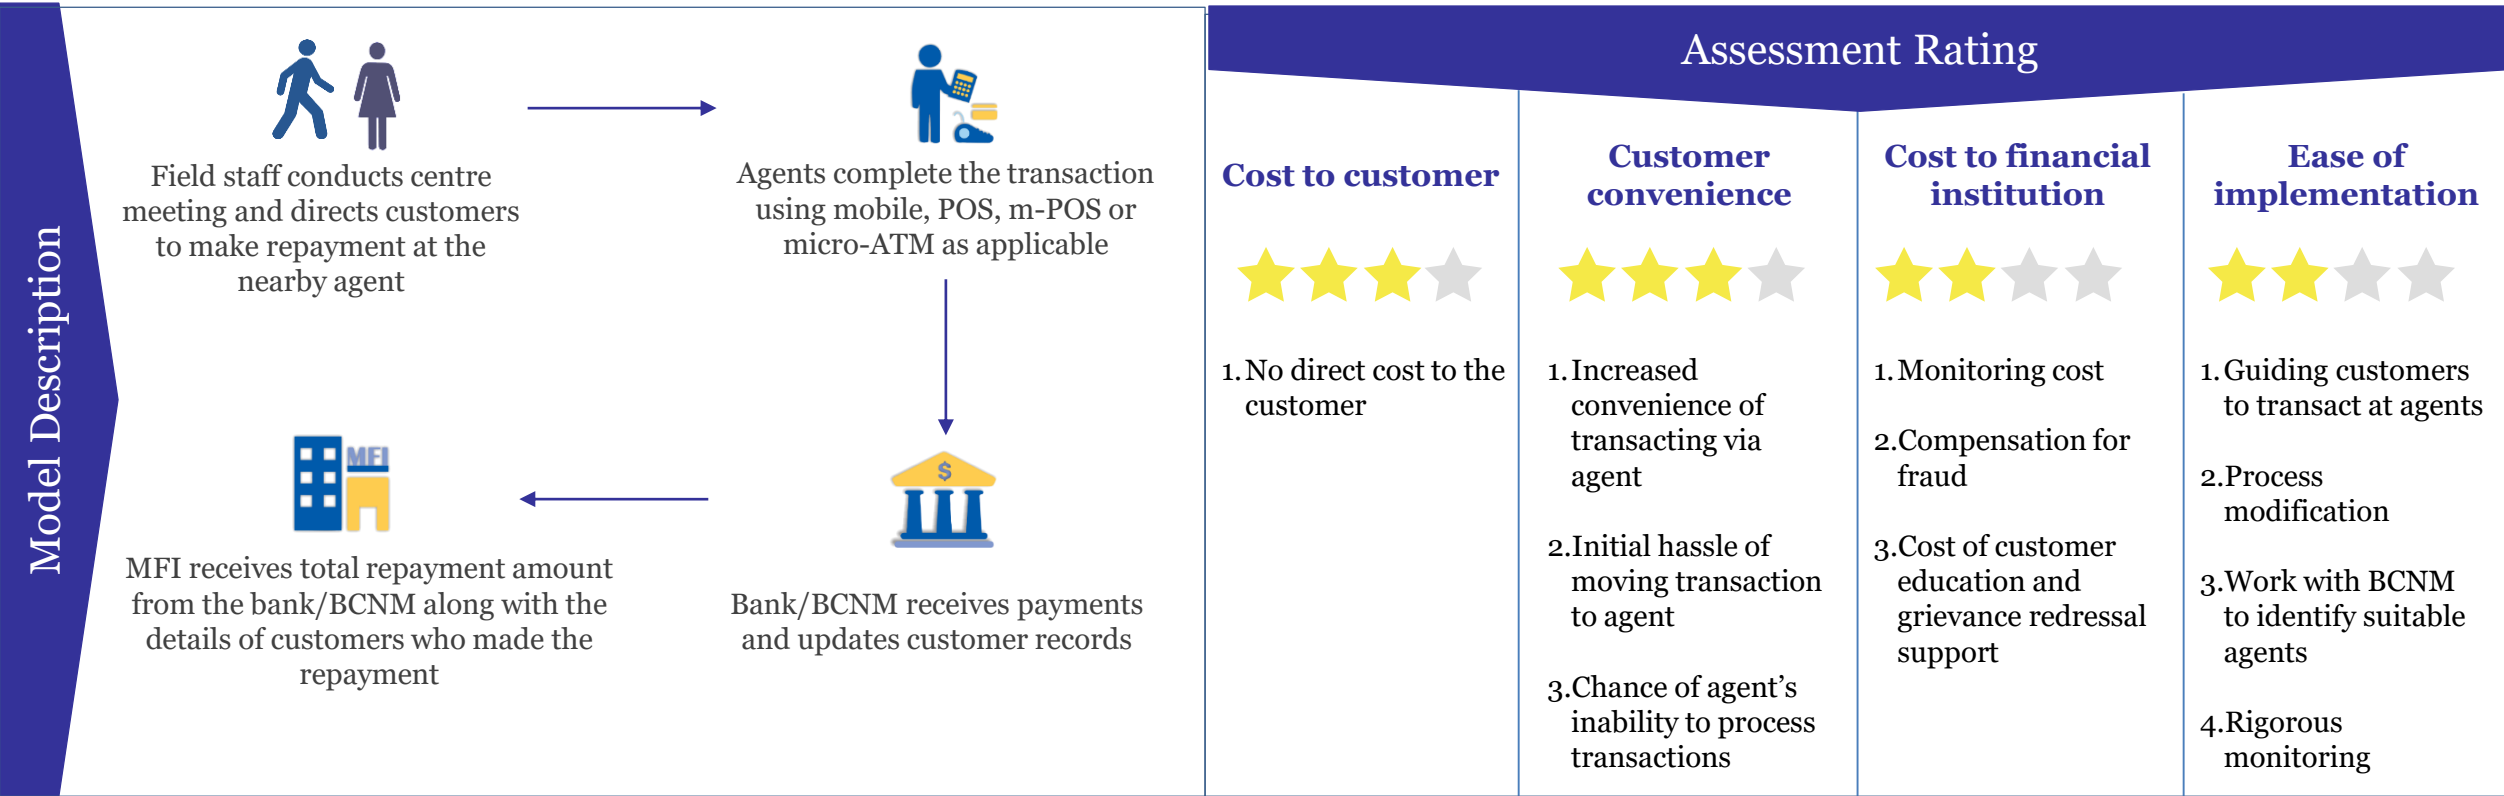 Model Description
Field staff conducts centre
meeting and directs customers
to make repayment at the
nearby agent
Agents complete the transaction
using mobile, POS, m-POS or
micro-ATM as applicable
$
Bank/BCNM receives payments
and updates customer records
MFI
MFI receives total repayment amount
from the bank/BCNM along with the
details of customers who made the
repayment
Assessment Rating
Cost to customer
1. No direct cost to the
customer
Customer
convenience
1. Increased
convenience of
transacting via
agent
2. Initial hassle of
moving transaction
to agent
3. Chance of agent’s
inability to process
transactions
Cost to financial
institution
1. Monitoring cost
2. Compensation for
fraud
3. Cost of customer
education and
grievance redressal
support
Ease of
implementation
1. Guiding customers
to transact at agents
2. Process
modification
3. Work with BCNM
to identify suitable
agents
4. Rigorous
monitoring